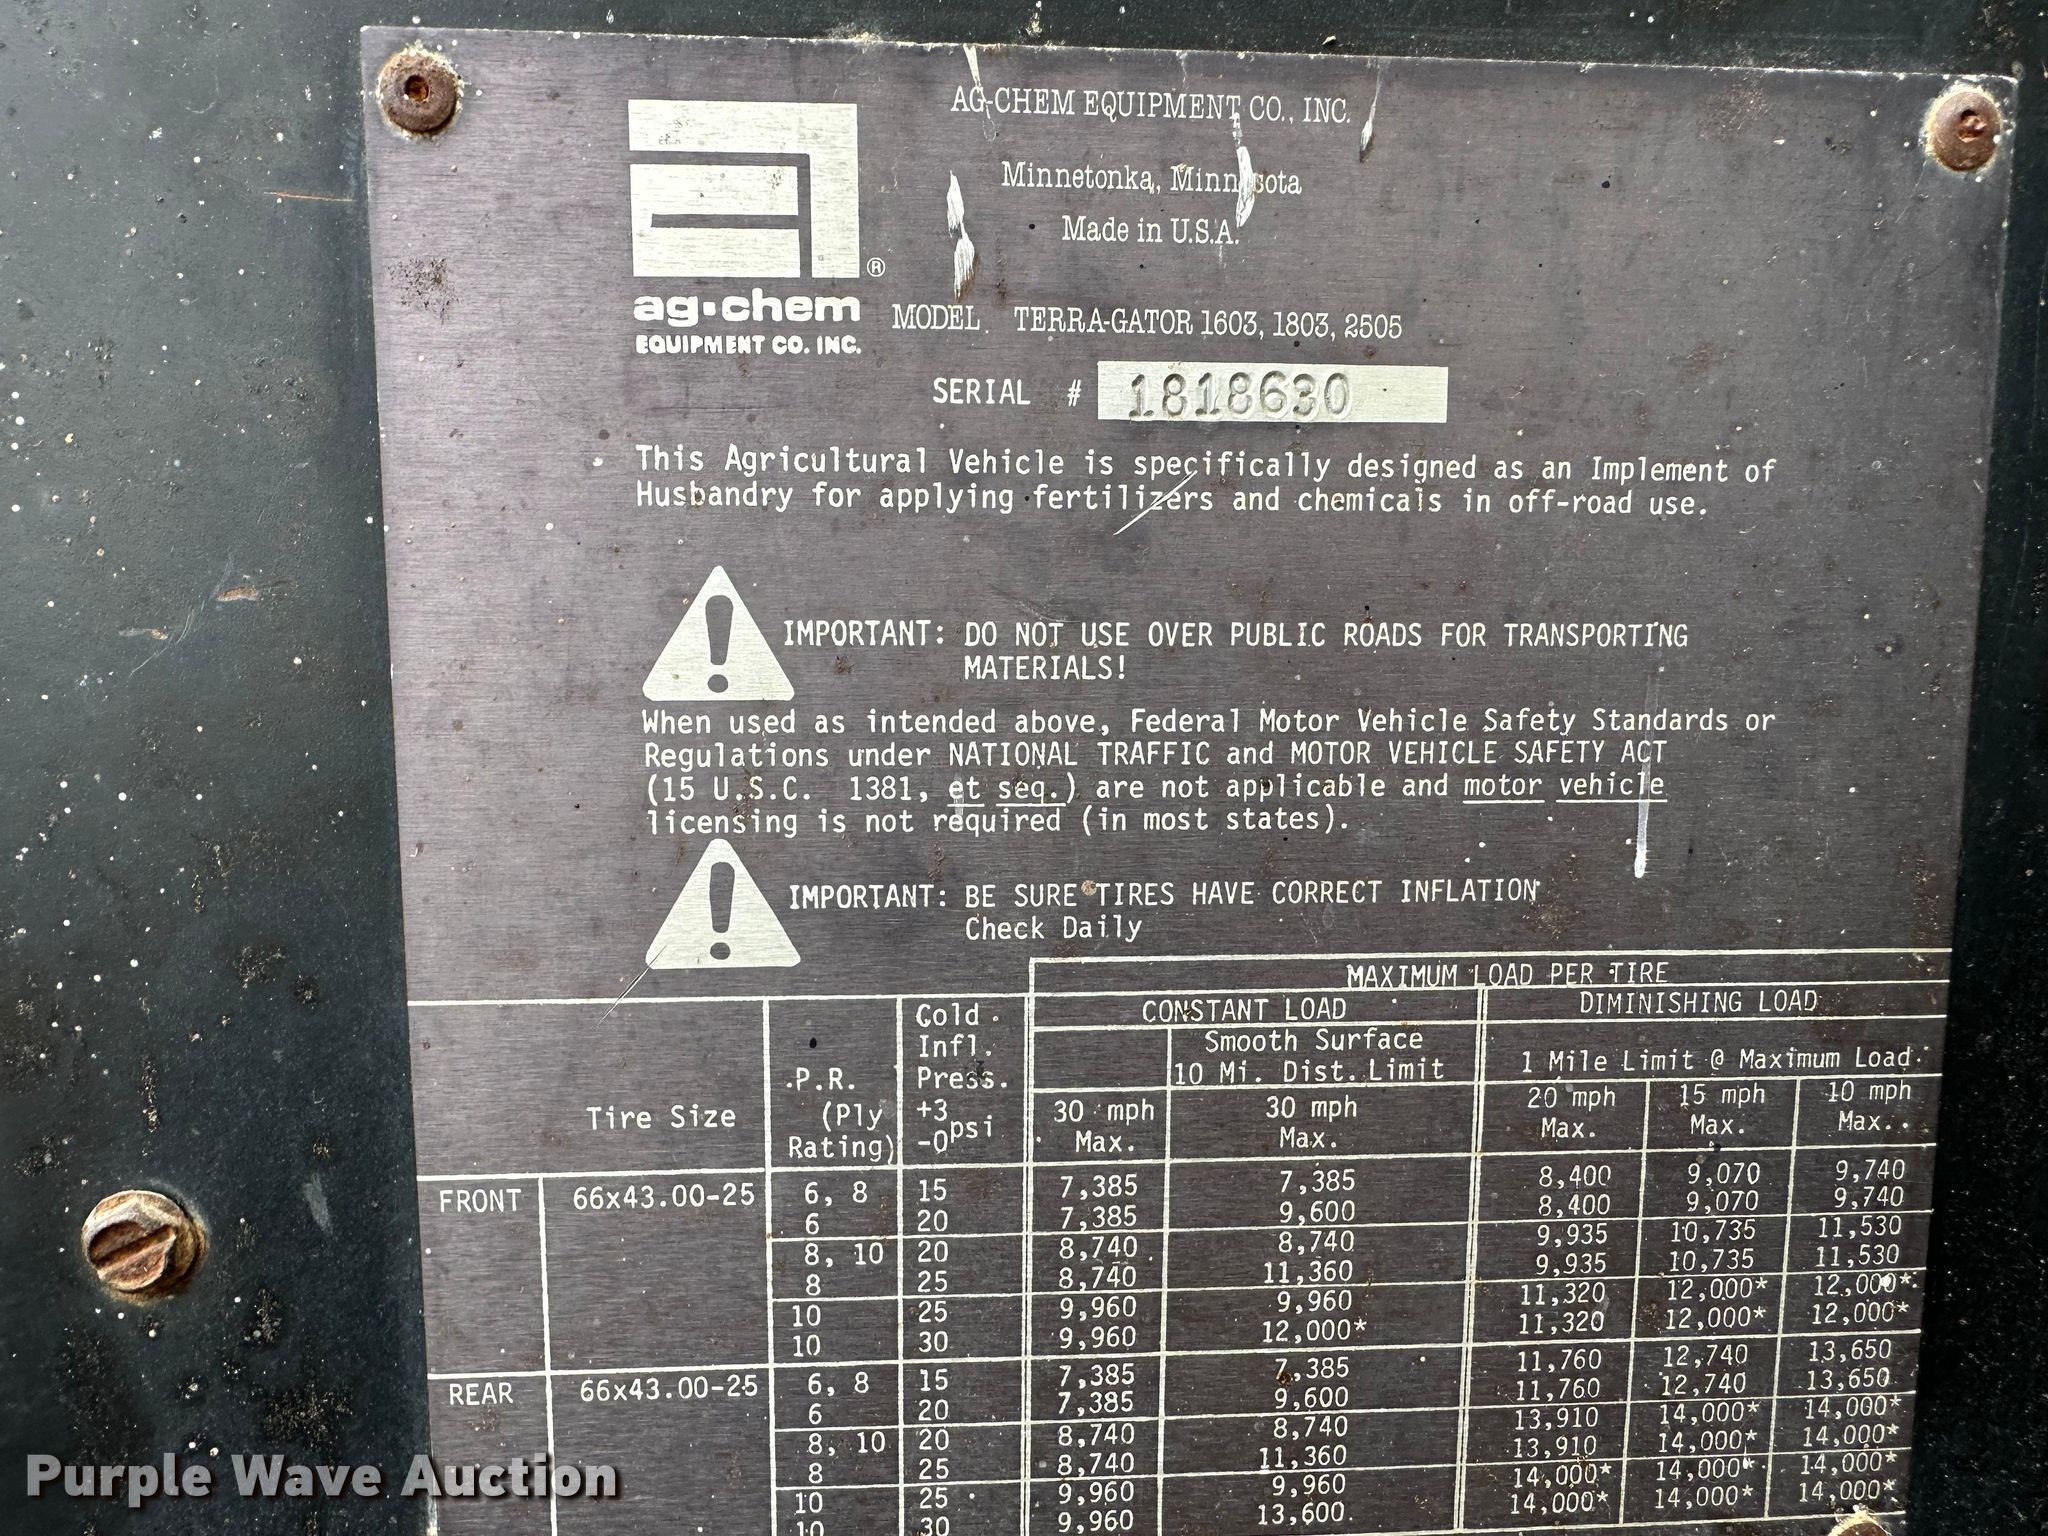 AG-CHEM EQUIPMENT CO., INC.
Minnetonka, Minnesota
Made in U.S.A.
®
ag·chem
EQUIPMENT CO. INC.
MODEL TERRA-GATOR 1603, 1803, 2505
SERIAL # 1818630
This Agricultural Vehicle is specifically designed as an Implement of
Husbandry for applying fertilizers and chemicals in off-road use.
IMPORTANT: DO NOT USE OVER PUBLIC ROADS FOR TRANSPORTING
MATERIALS!
When used as intended above, Federal Motor Vehicle Safety Standards or
Regulations under NATIONAL TRAFFIC and MOTOR VEHICLE SAFETY ACT
(15 U.S.C. 1381, et seq.) are not applicable and motor vehicle
licensing is not required (in most states).
IMPORTANT: BE SURE TIRES HAVE CORRECT INFLATION
Check Daily
MAXIMUM LOAD PER TIRE
CONSTANT LOAD DIMINISHING LOAD
Smooth Surface
10 Mi. Dist. Limit 1 Mile Limit @ Maximum Load
Tire Size
P.R.
(Ply
Rating)
Cold
Infl.
Press.
+3
-0 psi
30 mph
Max.
30 mph
Max.
20 mph
Max.
15 mph
Max.
10 mph
Max.
FRONT 66x43.00-25 6, 8 15 7,385 7,385 8,400 9,070 9,740
6 20 7,385 9,600 8,400 9,070 9,740
8, 10 20 8,740 8,740 9,935 10,735 11,530
8 25 8,740 11,360 9,935 10,735 11,530
10 25 9,960 9,960 11,320 12,000* 12,000*
10 30 9,960 12,000* 11,320 12,000* 12,000*
REAR 66x43.00-25 6, 8 15 7,385 7,385 11,760 12,740 13,650
6 20 7,385 9,600 11,760 12,740 13,650
8, 10 20 8,740 8,740 13,910 14,000* 14,000*
8 25 8,740 11,360 13,910 14,000* 14,000*
10 25 9,960 9,960 14,000* 14,000* 14,000*
10 30 9,960 13,600 14,000* 14,000* 14,000*
Purple Wave Auction